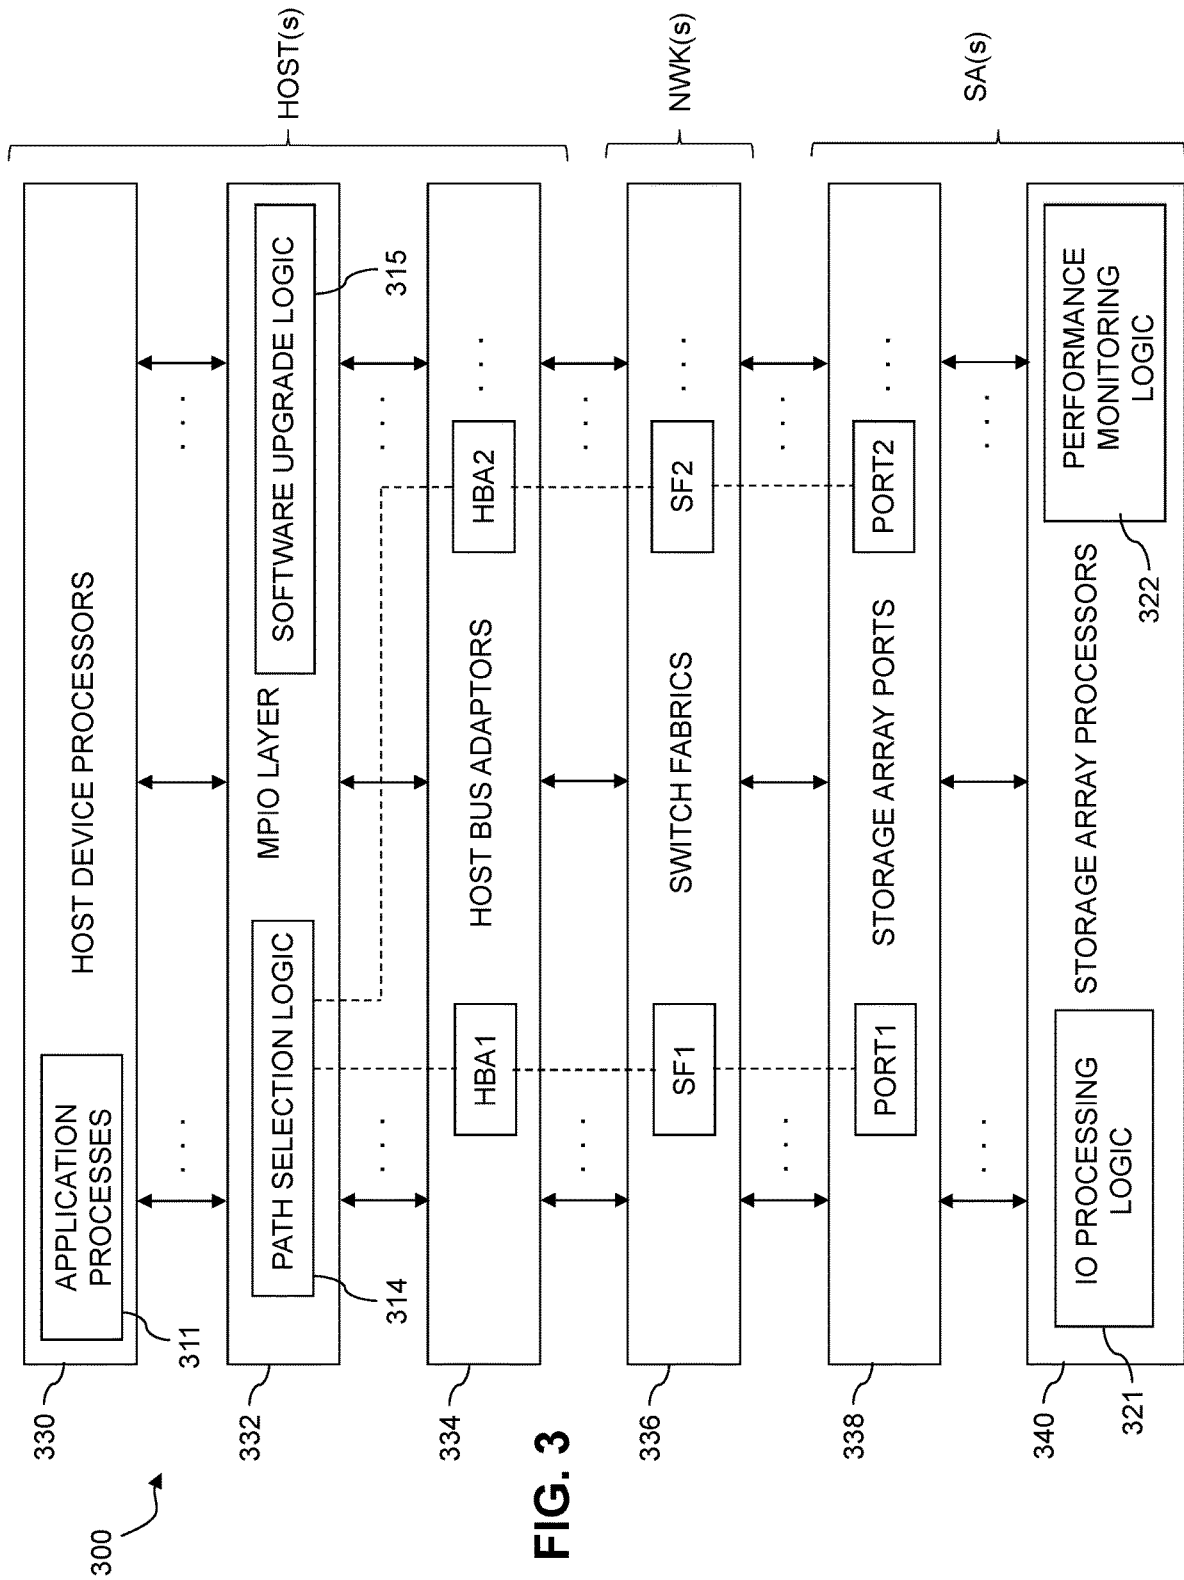 300
330
HOST DEVICE PROCESSORS
APPLICATION
PROCESSES
311
HOST(s)
332
PATH SELECTION LOGIC
314
MPIO LAYER
SOFTWARE UPGRADE LOGIC
315
. . .
. . .
334
HBA1
HOST BUS ADAPTORS
HBA2
. . .
. . .
. . .
336
SF1
SWITCH FABRICS
SF2
. . .
NWK(s)
. . .
. . .
338
PORT1
STORAGE ARRAY PORTS
PORT2
. . .
SA(s)
. . .
. . .
340
IO PROCESSING
LOGIC
321
STORAGE ARRAY PROCESSORS
PERFORMANCE
MONITORING
LOGIC
322
. . .
. . .
FIG. 3